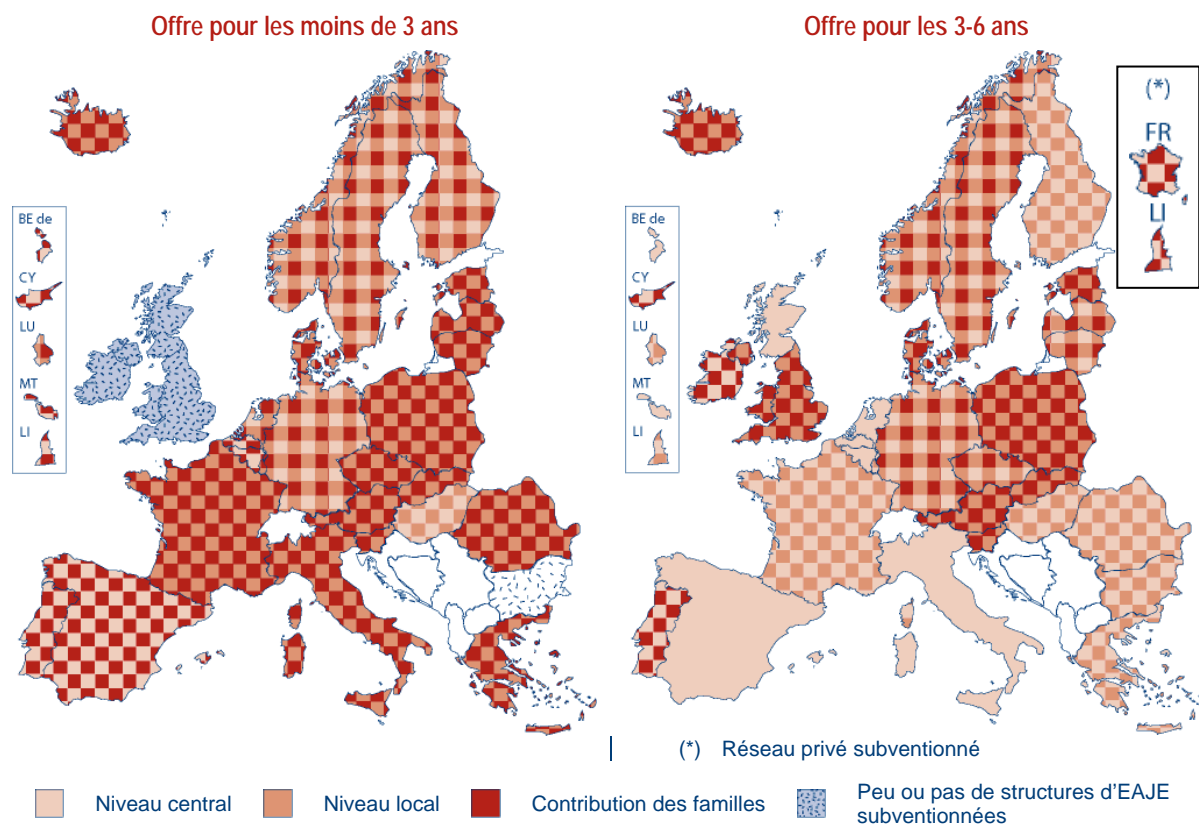 Offre pour les moins de 3 ans
Offre pour les 3-6 ans
BE de
CY
LU
MT
LI
BE de
CY
LU
MT
LI
(*)
FR
LI
(*) Réseau privé subventionné
Niveau central
Niveau local
Contribution des familles
Peu ou pas de structures d’EAJE
subventionnées